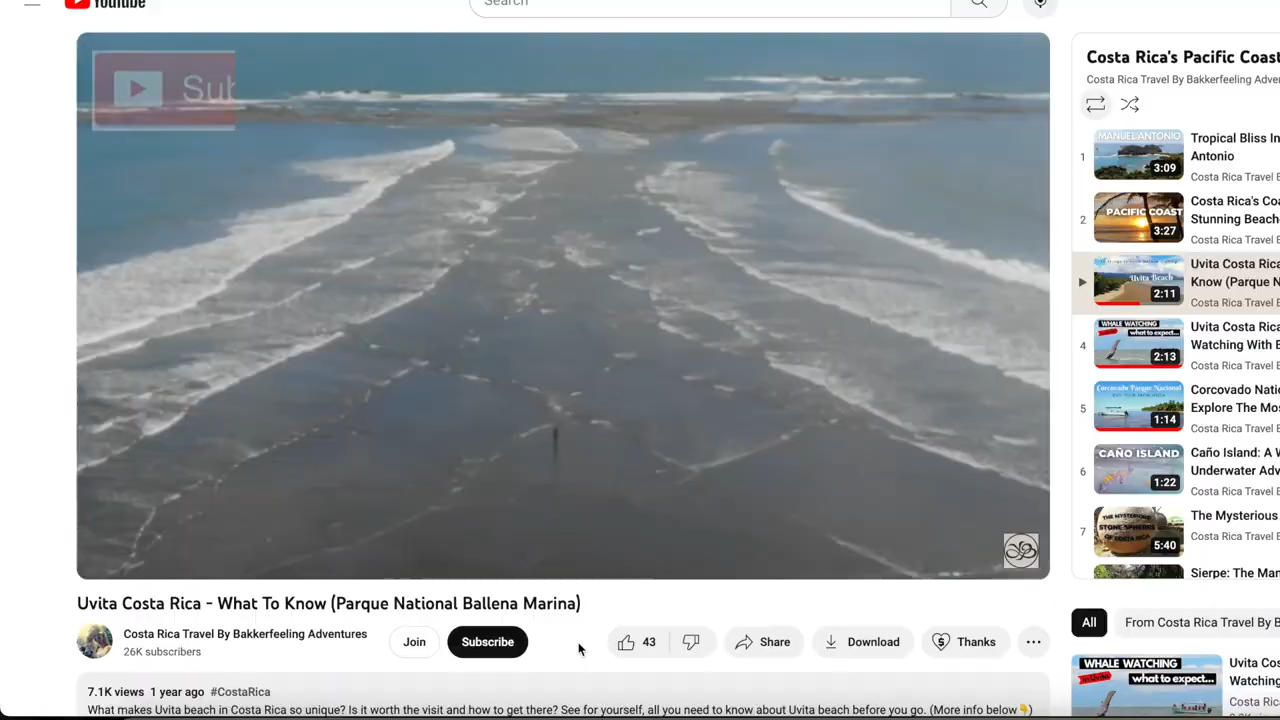 YouTube
Search
Sub
Uvita Costa Rica - What To Know (Parque National Ballena Marina)
Costa Rica Travel By Bakkerfeeling Adventures
26K subscribers
Join
Subscribe
43
Share
Download
Thanks
7.1K views 1 year ago #CostaRica
What makes Uvita beach in Costa Rica so unique? Is it worth the visit and how to get there? See for yourself, all you need to know about Uvita beach before you go. (More info below👇)
Costa Rica's Pacific Coast
Costa Rica Travel By Bakkerfeeling Adven
1
MANUEL ANTONIO
3:09
Tropical Bliss In
Antonio
Costa Rica Travel B
2
PACIFIC COAST
3:27
Costa Rica's Coa
Stunning Beach
Costa Rica Travel B
Uvita Beach
2:11
Uvita Costa Rica
Know (Parque N
Costa Rica Travel B
4
WHALE WATCHING
what to expect...
2:13
Uvita Costa Rica
Watching With B
Costa Rica Travel B
5
Corcovado Parque Nacional
1:14
Corcovado Natio
Explore The Mos
Costa Rica Travel B
6
CAÑO ISLAND
1:22
Caño Island: A W
Underwater Adv
Costa Rica Travel B
7
THE MYSTERIOUS
STONE SPHERES
OF COSTA RICA
5:40
The Mysterious
Costa Rica Travel B
Sierpe: The Man
All
From Costa Rica Travel By B
WHALE WATCHING
what to expect...
Uvita Cos
Watching
Costa Rica